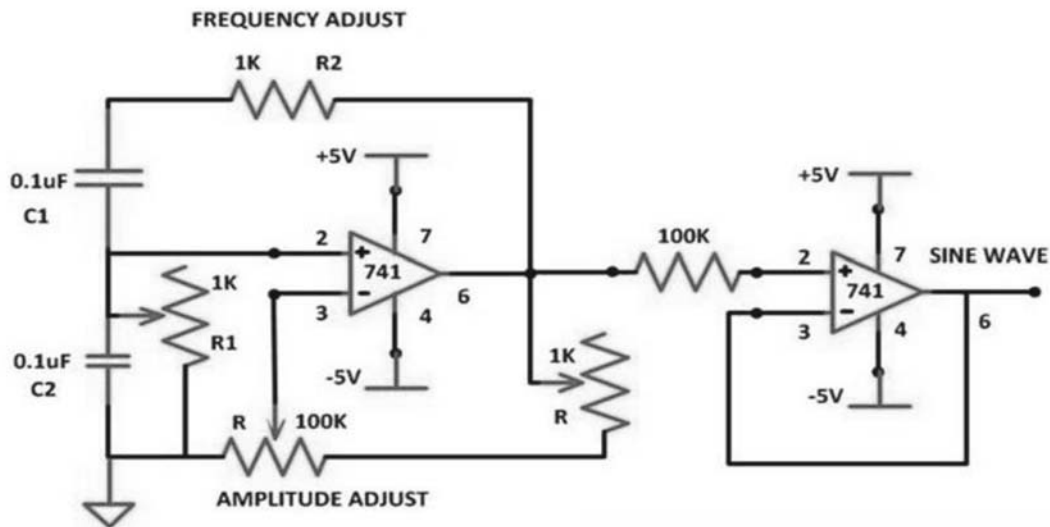 FREQUENCY ADJUST
1K R2
+5V
+5V
0.1uF
C1
2
7
100K
2
7
SINE WAVE
+
741
+
741
1K
-
6
-
6
3
4
3
4
R1
0.1uF
C2
-5V
1K
-5V
R 100K
R
AMPLITUDE ADJUST